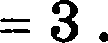 = 3 .